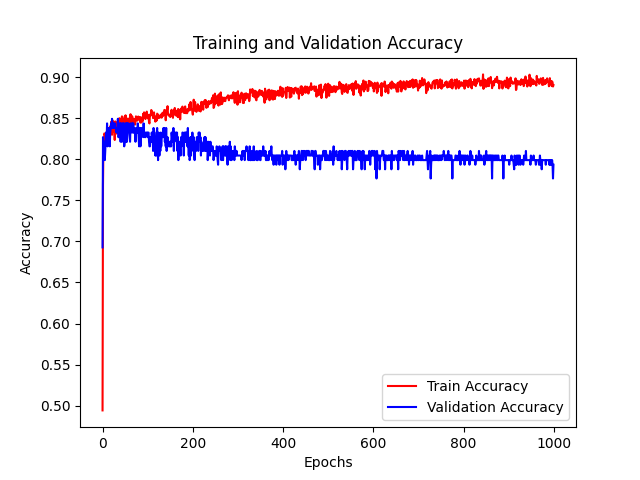 Training and Validation Accuracy
Accuracy
0.90
0.85
0.80
0.75
0.70
0.65
0.60
0.55
0.50
Train Accuracy
Validation Accuracy
0 200 400 600 800 1000
Epochs